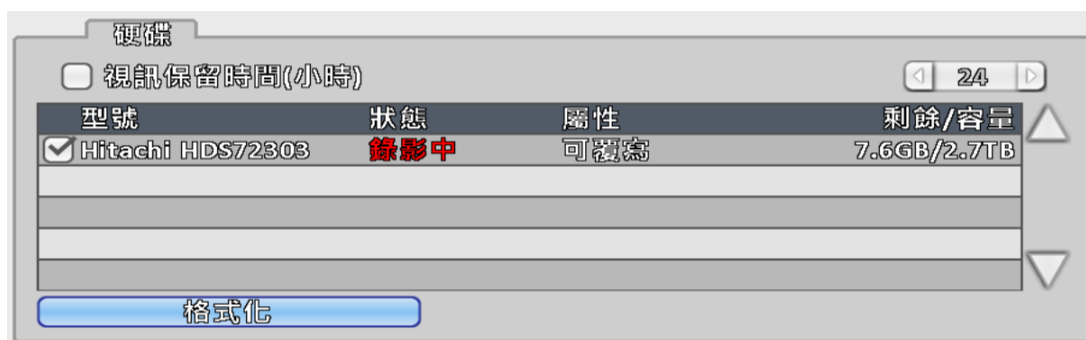 硬碟
視訊保留時間(小時) 24
型號 狀態 屬性 剩餘/容量
Hitachi HDS72303 錄影中 可覆寫 7.6GB/2.7TB
格式化